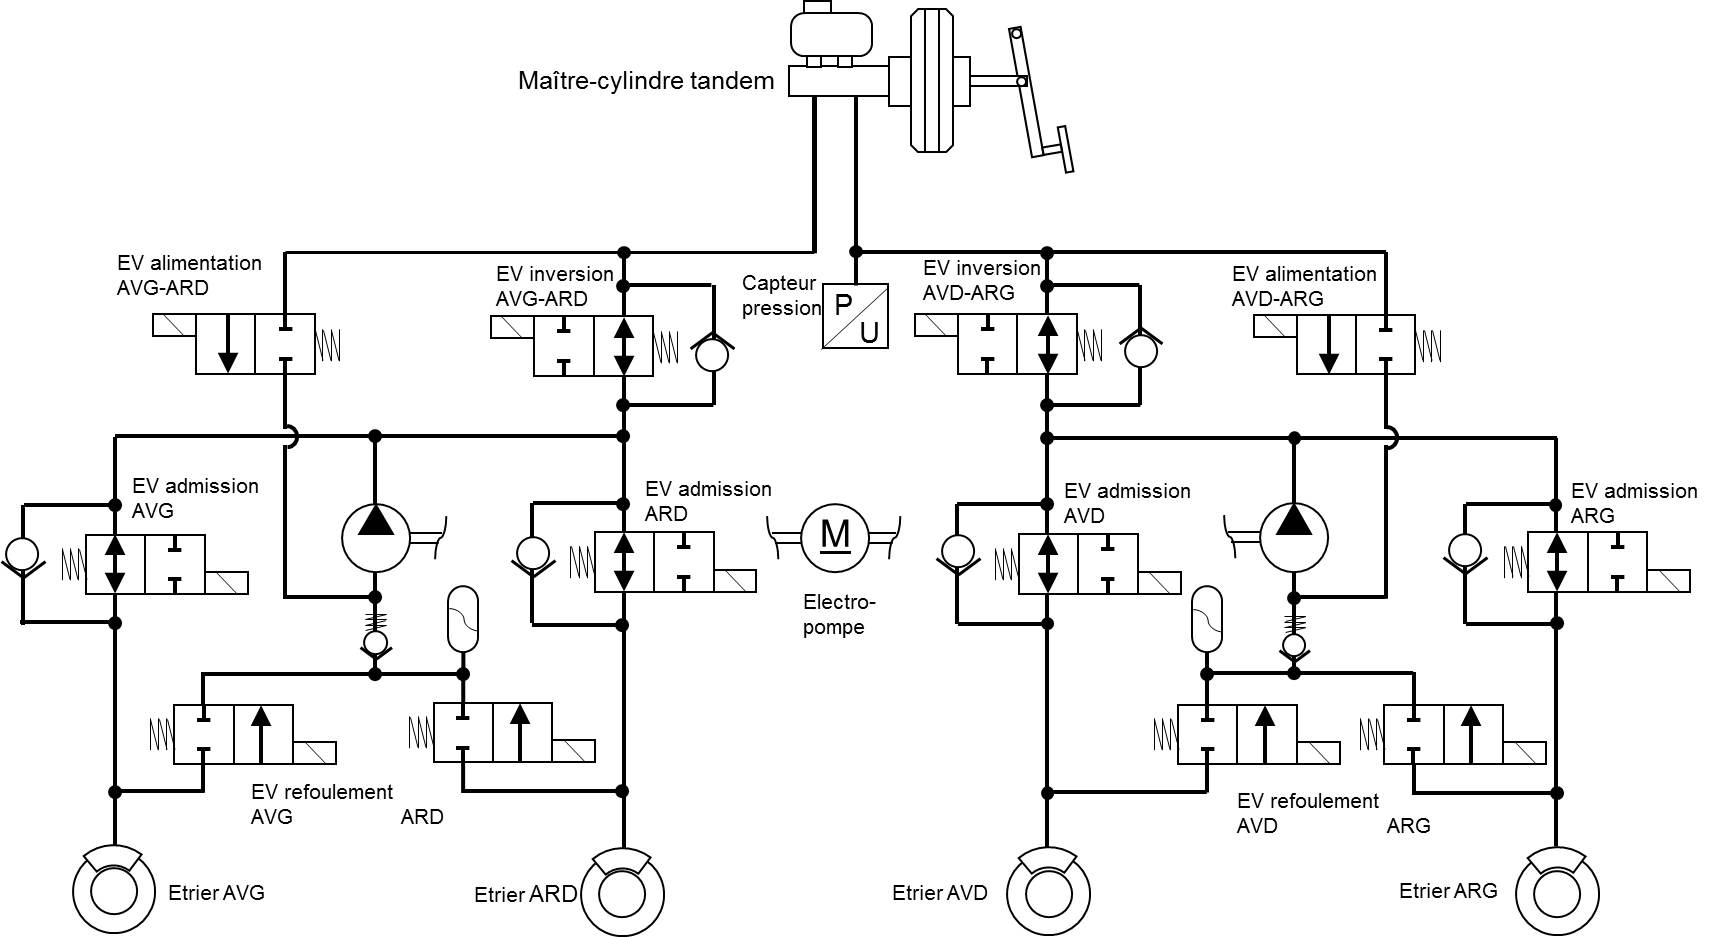 Maître-cylindre tandem
EV alimentation
AVG-ARD
EV inversion
AVG-ARD
Capteur
pression
P
U
EV inversion
AVD-ARG
EV alimentation
AVD-ARG
EV admission
AVG
EV admission
ARD
M
Electro-
pompe
EV admission
AVD
EV admission
ARG
EV refoulement
AVG ARD
EV refoulement
AVD ARG
Etrier AVG
Etrier ARD
Etrier AVD
Etrier ARG